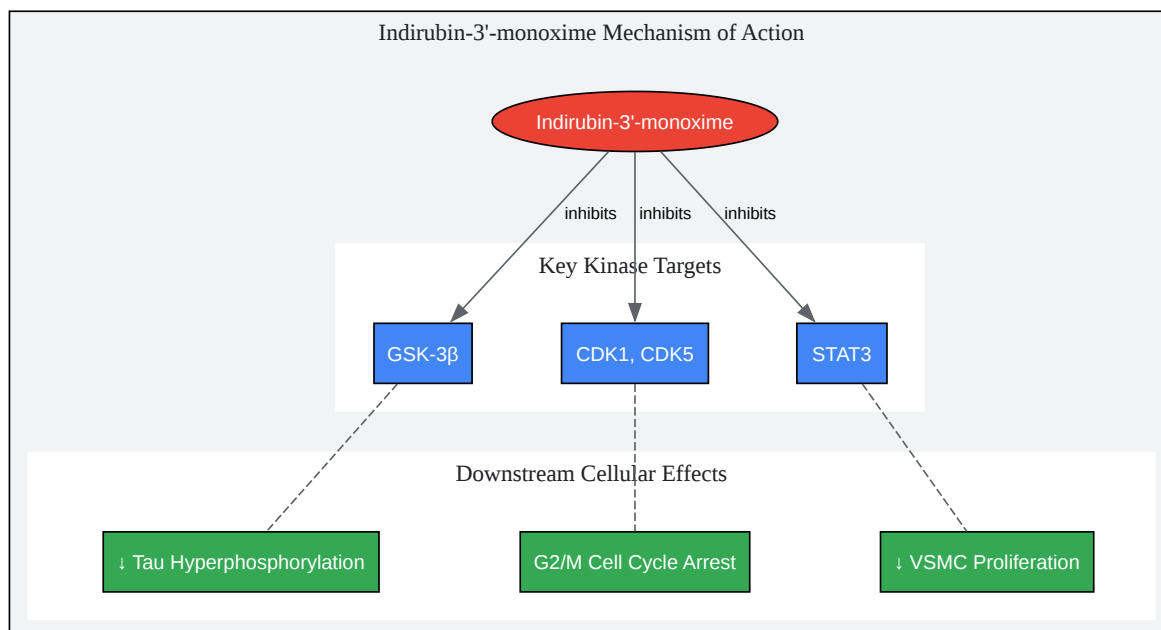 Indirubin-3'-monoxime Mechanism of Action
Indirubin-3'-monoxime
inhibits
inhibits
inhibits
Key Kinase Targets
GSK-3β
CDK1, CDK5
STAT3
Downstream Cellular Effects
↓ Tau Hyperphosphorylation
G2/M Cell Cycle Arrest
↓ VSMC Proliferation